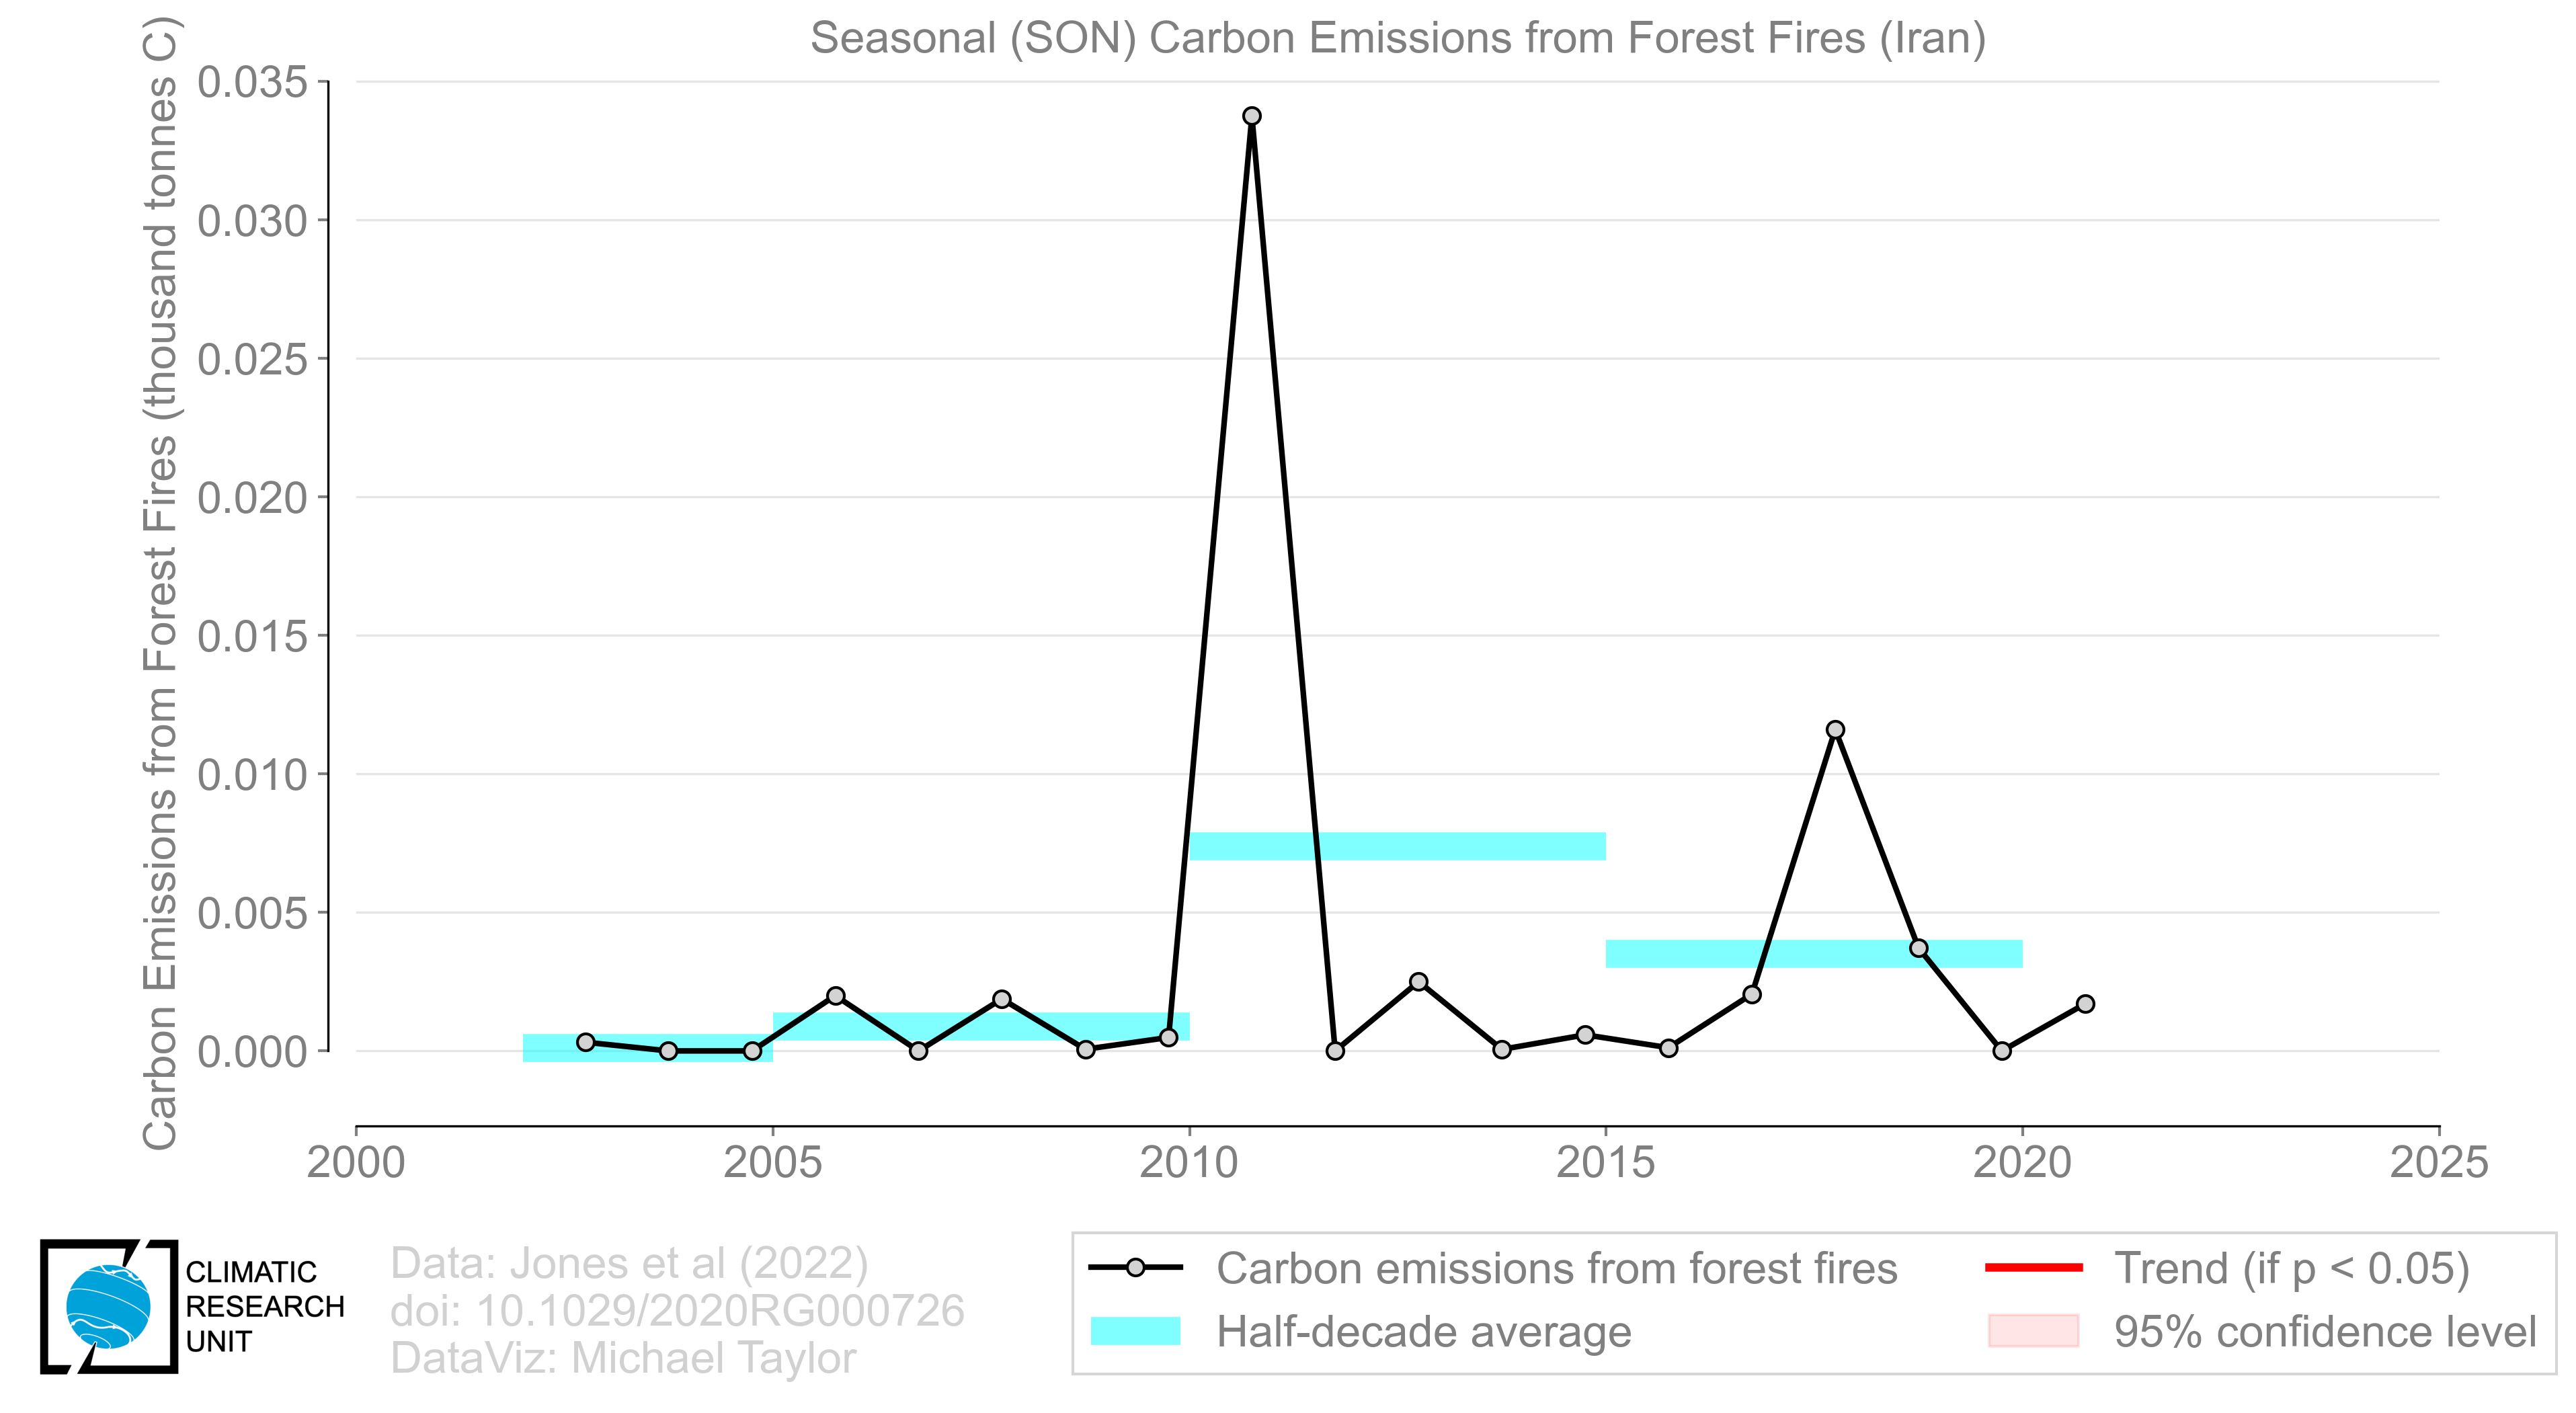 Seasonal (SON) Carbon Emissions from Forest Fires (Iran)
Carbon Emissions from Forest Fires (thousand tonnes C)
0.035
0.030
0.025
0.020
0.015
0.010
0.005
0.000
2000 2005 2010 2015 2020 2025
CLIMATIC
RESEARCH
UNIT
Data: Jones et al (2022)
doi: 10.1029/2020RG000726
DataViz: Michael Taylor
Carbon emissions from forest fires
Half-decade average
Trend (if p < 0.05)
95% confidence level